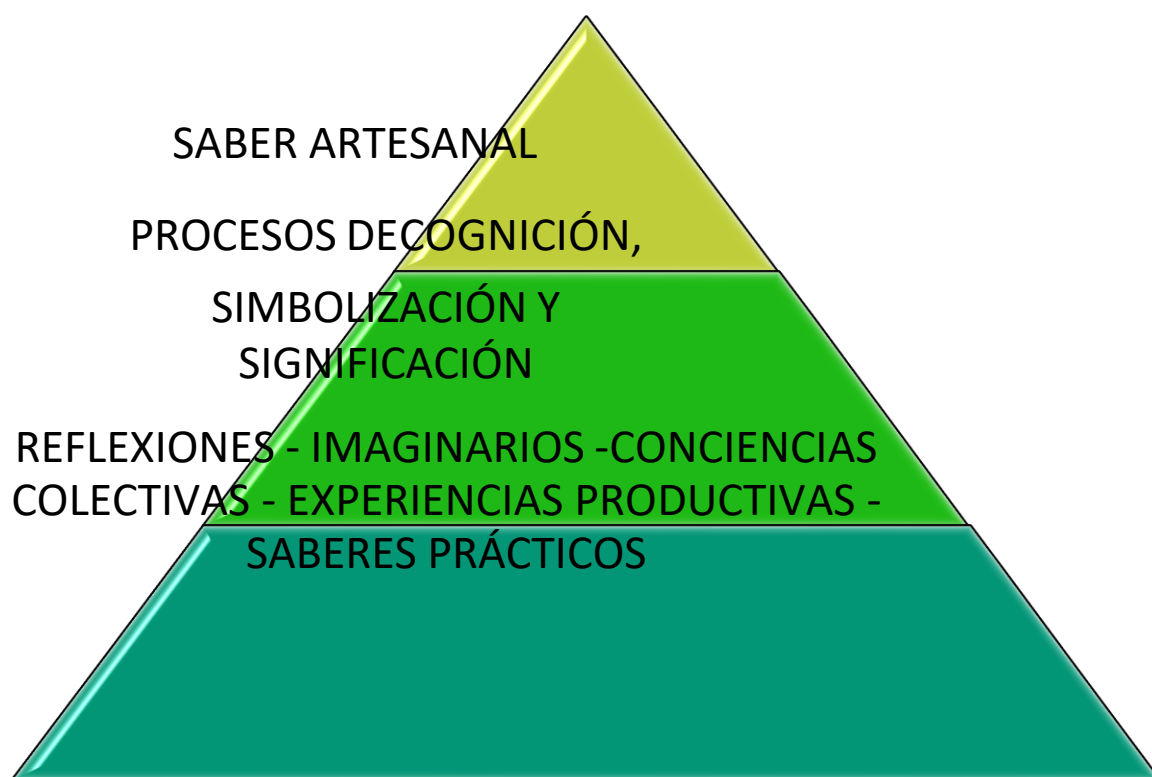 SABER ARTESANAL
PROCESOS DECOGNICIÓN,
SIMBOLIZACIÓN Y
SIGNIFICACIÓN
REFLEXIONES - IMAGINARIOS -CONCIENCIAS
COLECTIVAS - EXPERIENCIAS PRODUCTIVAS -
SABERES PRÁCTICOS